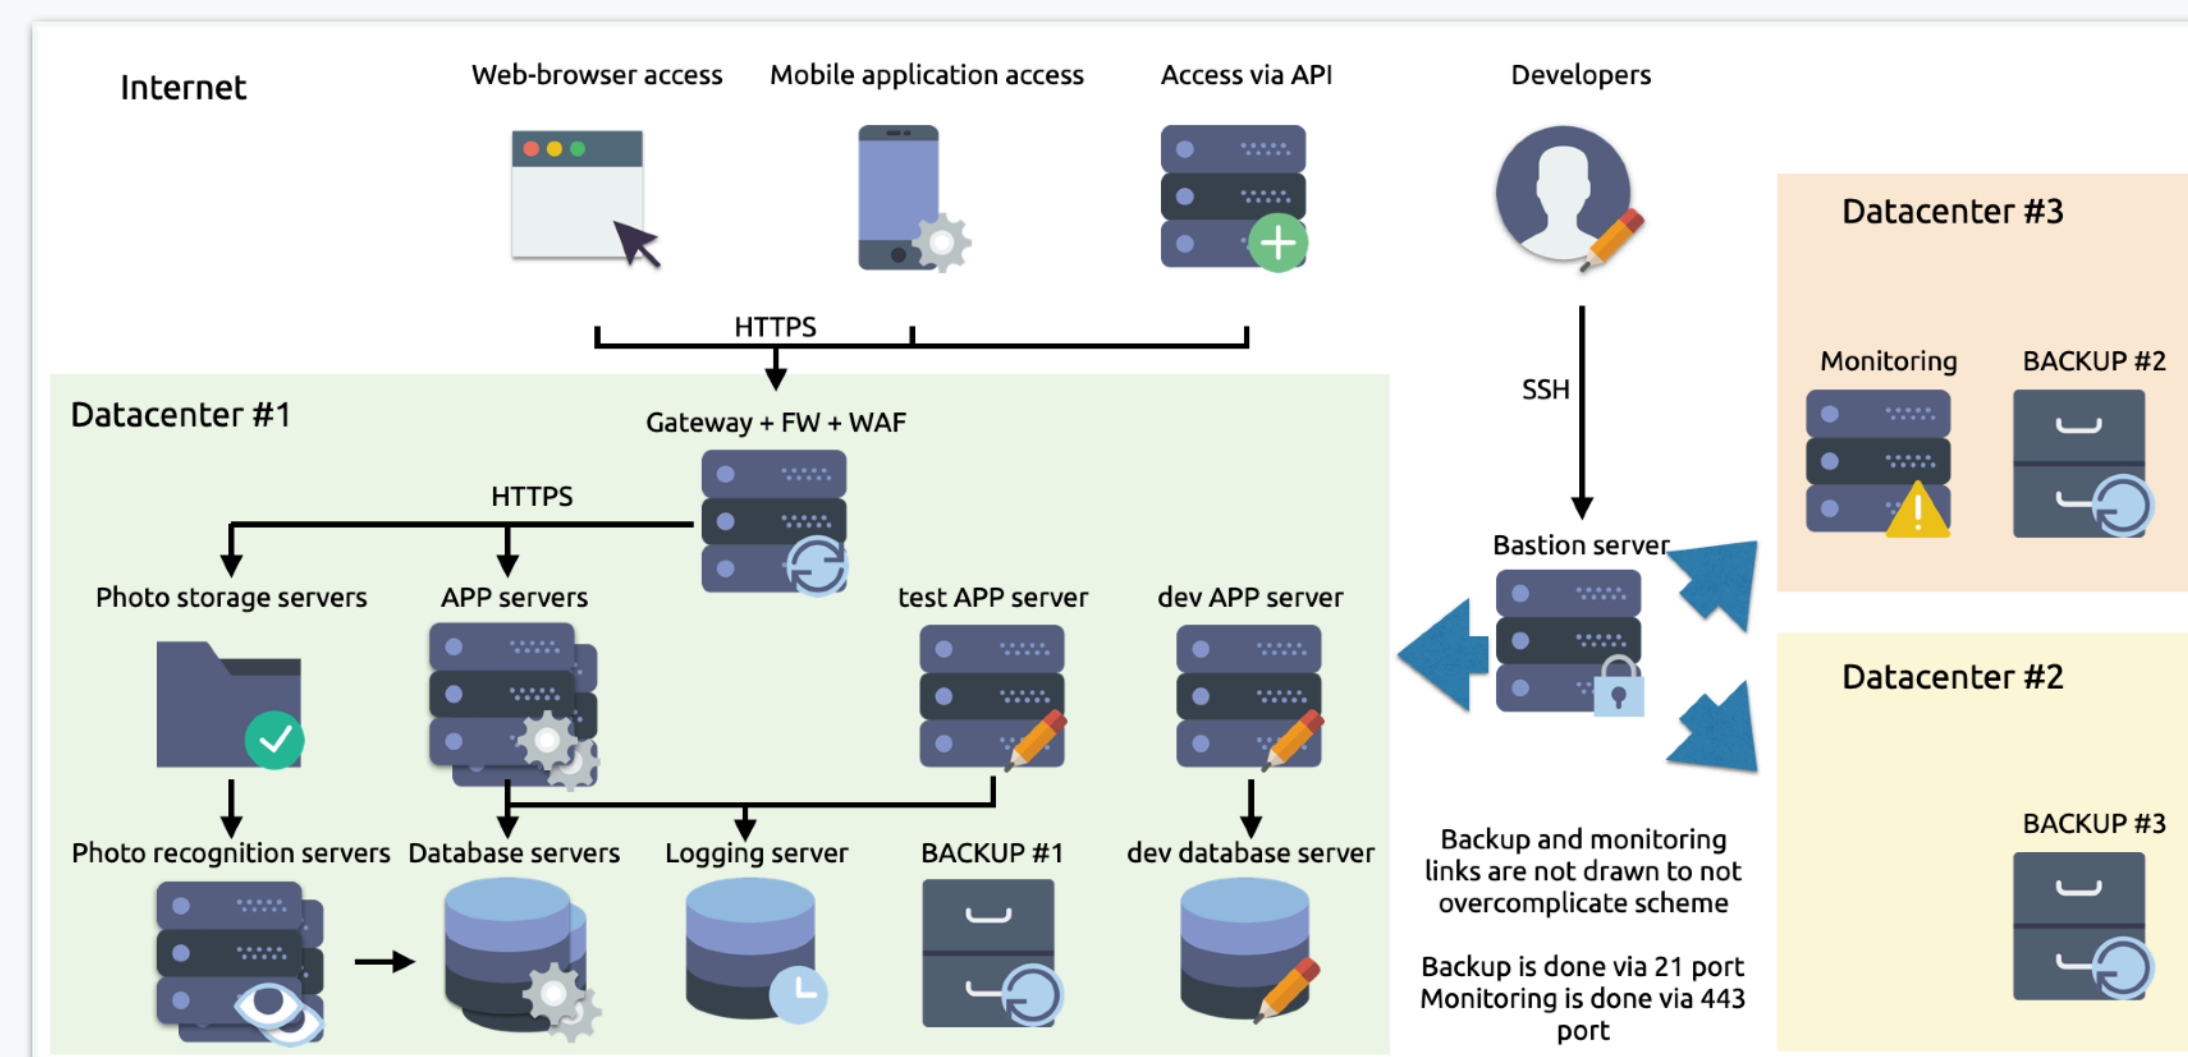 Internet
Web-browser access
Mobile application access
Access via API
Developers
Datacenter #3
HTTPS
Monitoring
BACKUP #2
SSH
Datacenter #1
Gateway + FW + WAF
HTTPS
Bastion server
Photo storage servers
APP servers
test APP server
dev APP server
Datacenter #2
BACKUP #3
Photo recognition servers
Database servers
Logging server
BACKUP #1
dev database server
Backup and monitoring
links are not drawn to not
overcomplicate scheme
Backup is done via 21 port
Monitoring is done via 443
port